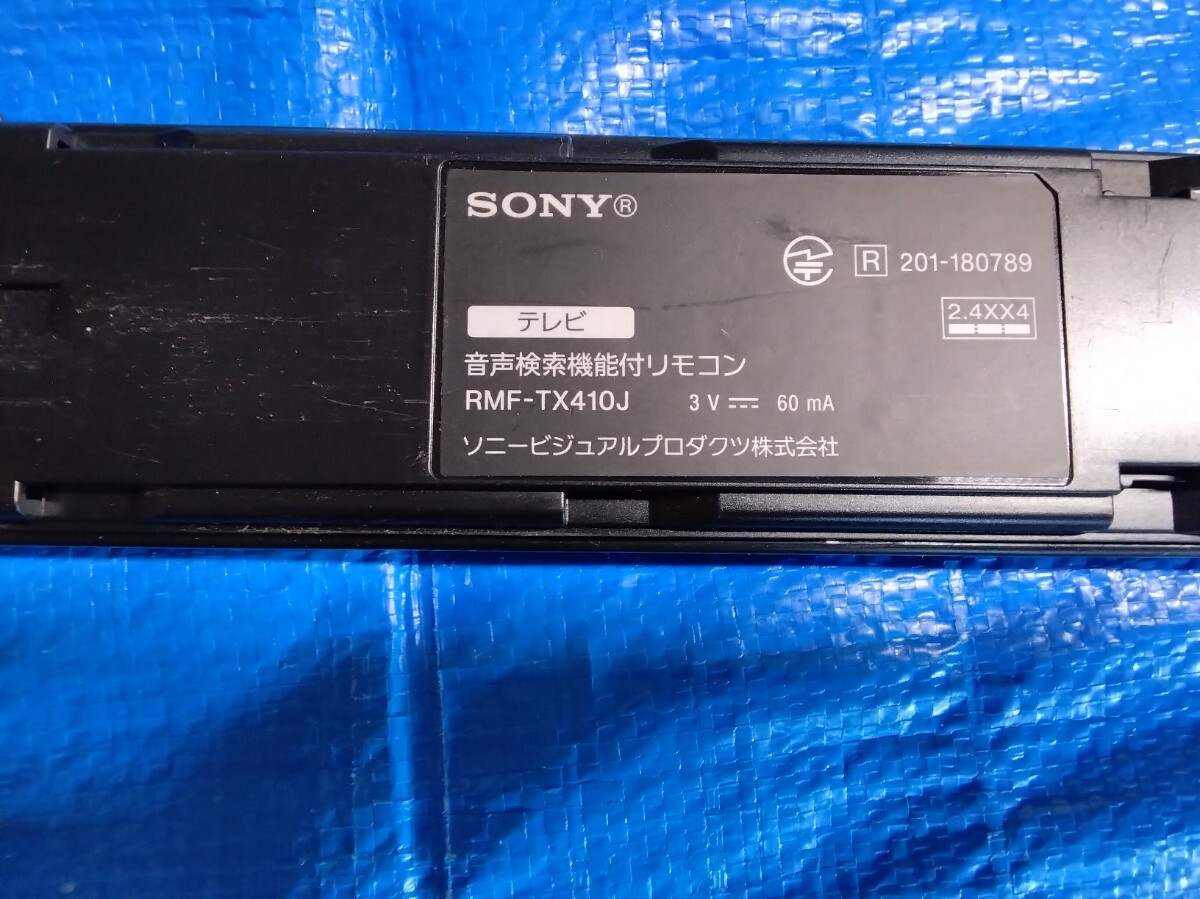 SONY®
R 201-180789
2.4XX4
テレビ
音声検索機能付リモコン
RMF-TX410J 3 V ⎓ 60 mA
ソニービジュアルプロダクツ株式会社